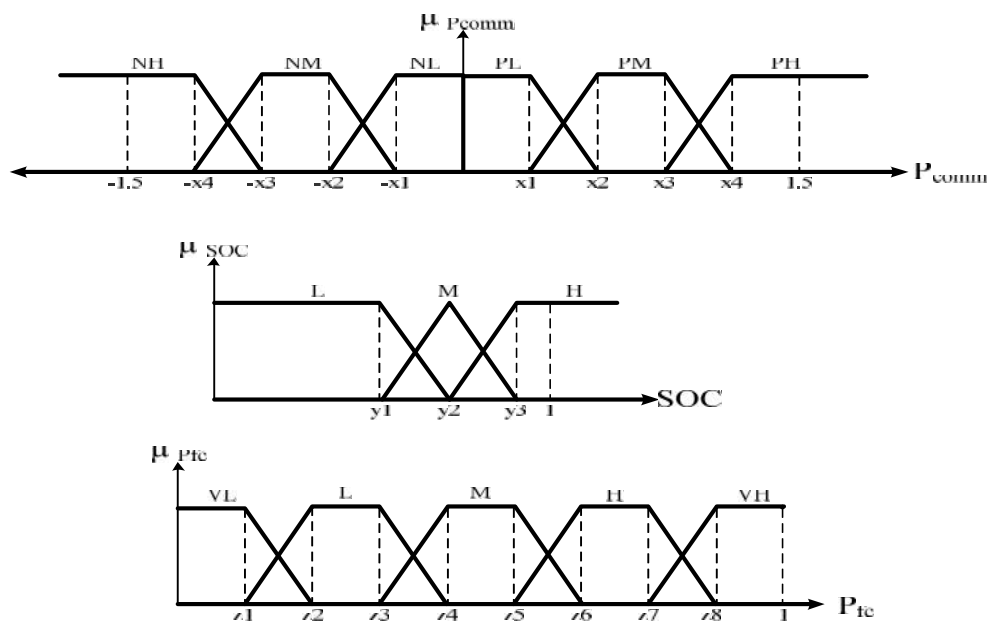 μ Pcomm
NH NM NL PL PM PH
-1.5 -x4 -x3 -x2 -x1 x1 x2 x3 x4 1.5 Pcomm
μ SOC
L M H
y1 y2 y3 1 SOC
μ Pfc
VL L M H VH
z1 z2 z3 z4 z5 z6 z7 z8 1 Pfc